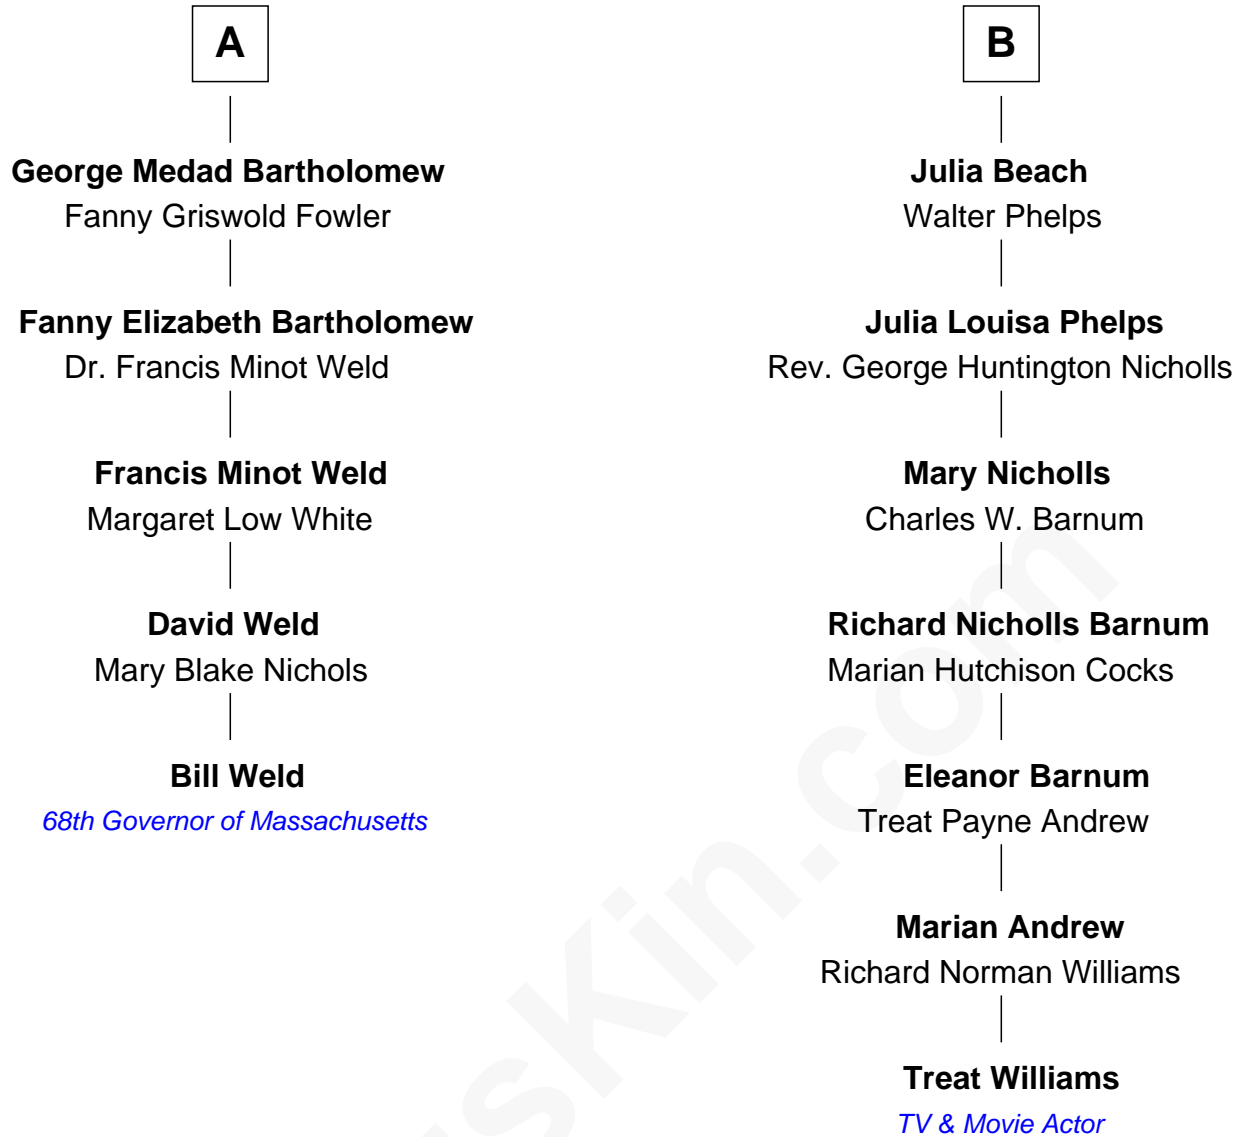 A
George Medad Bartholomew
Fanny Griswold Fowler
Fanny Elizabeth Bartholomew
Dr. Francis Minot Weld
Francis Minot Weld
Margaret Low White
David Weld
Mary Blake Nichols
Bill Weld
68th Governor of Massachusetts
B
Julia Beach
Walter Phelps
Julia Louisa Phelps
Rev. George Huntington Nicholls
Mary Nicholls
Charles W. Barnum
Richard Nicholls Barnum
Marian Hutchison Cocks
Eleanor Barnum
Treat Payne Andrew
Marian Andrew
Richard Norman Williams
Treat Williams
TV & Movie Actor